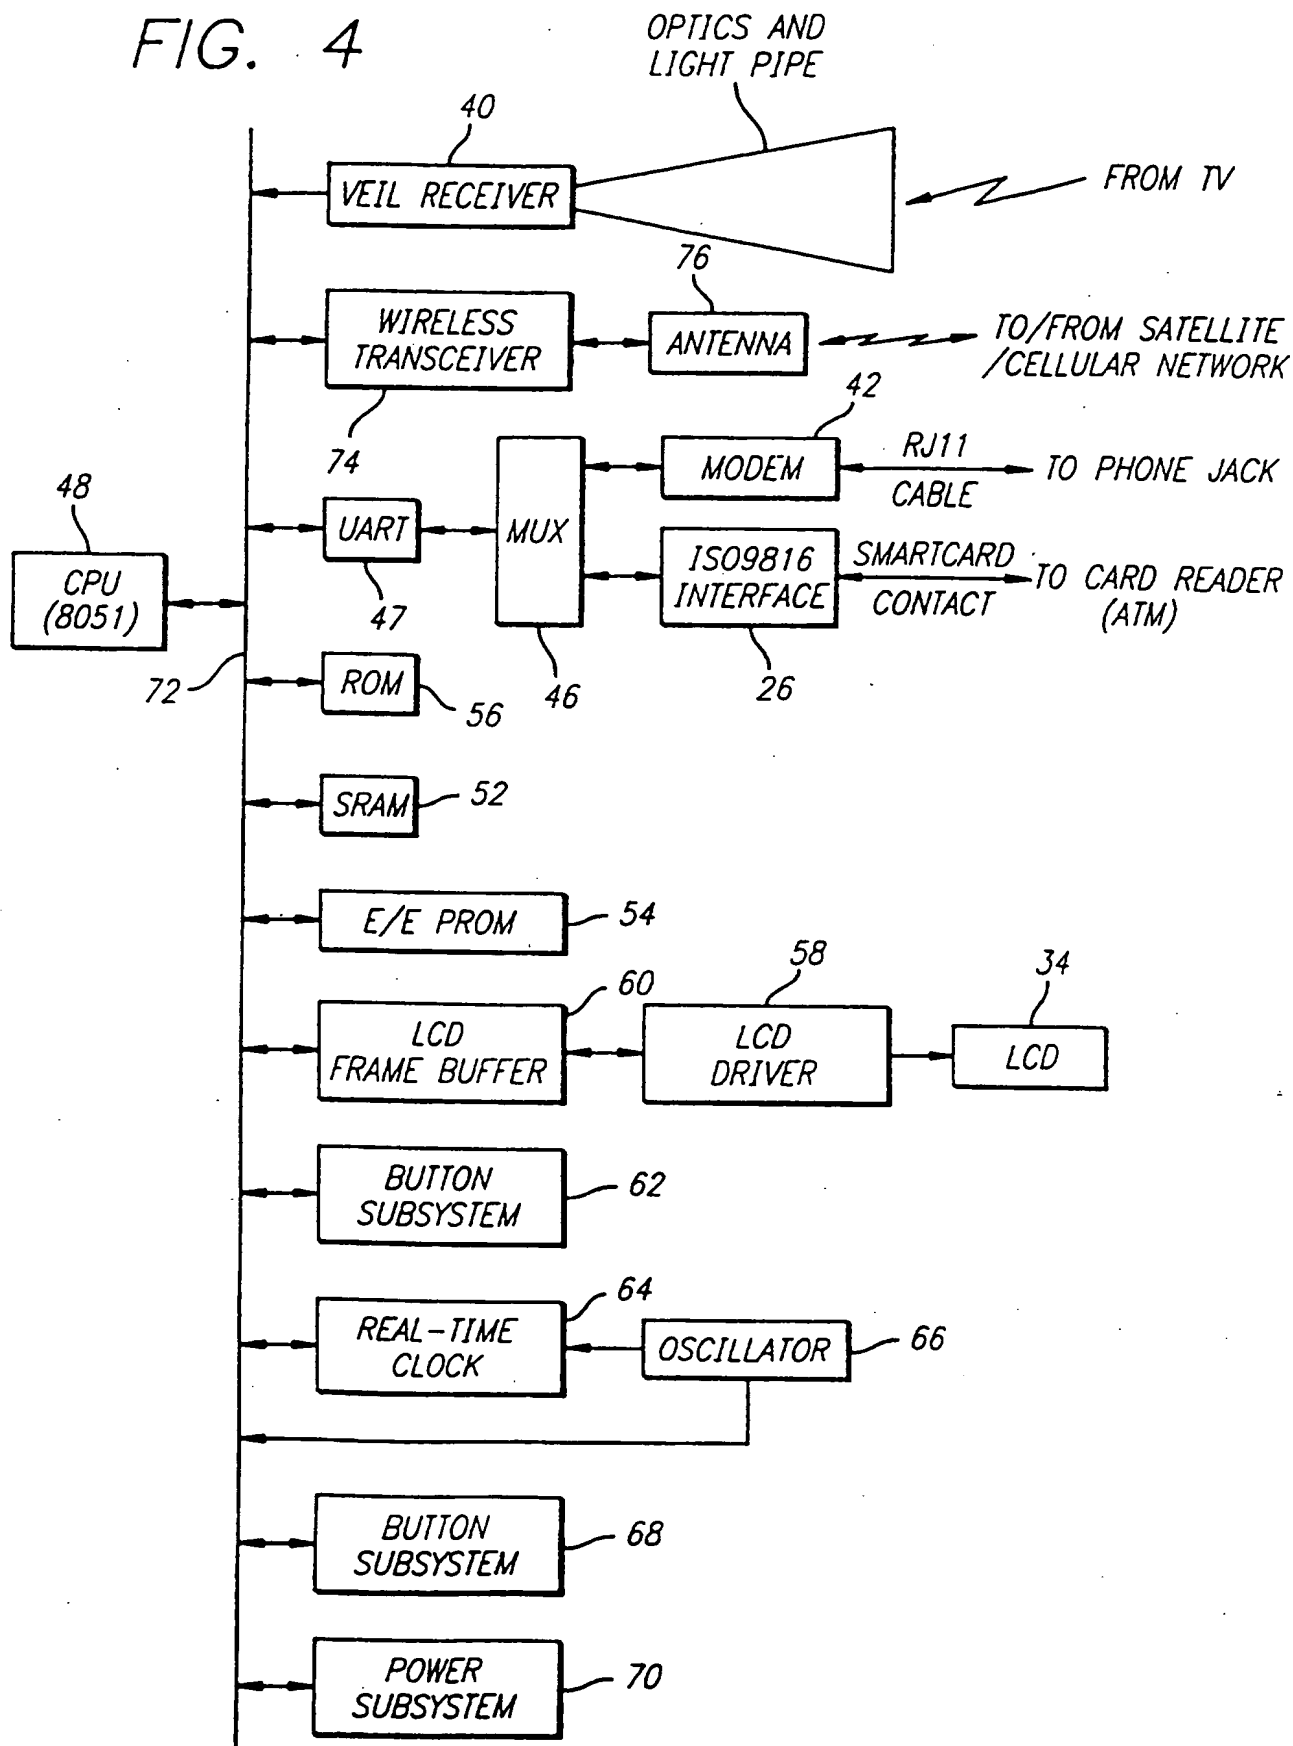 FIG. 4
OPTICS AND
LIGHT PIPE
40
VEIL RECEIVER
FROM TV
76
WIRELESS
TRANSCEIVER
ANTENNA
TO/FROM SATELLITE
/CELLULAR NETWORK
74
42
MODEM
RJ11
CABLE
TO PHONE JACK
48
CPU
(8051)
UART
47
MUX
46
ISO9816
INTERFACE
26
SMARTCARD
CONTACT
TO CARD READER
(ATM)
72
ROM
56
SRAM
52
E/E PROM
54
60
LCD
FRAME BUFFER
58
LCD
DRIVER
34
LCD
BUTTON
SUBSYSTEM
62
64
REAL-TIME
CLOCK
OSCILLATOR
66
BUTTON
SUBSYSTEM
68
POWER
SUBSYSTEM
70